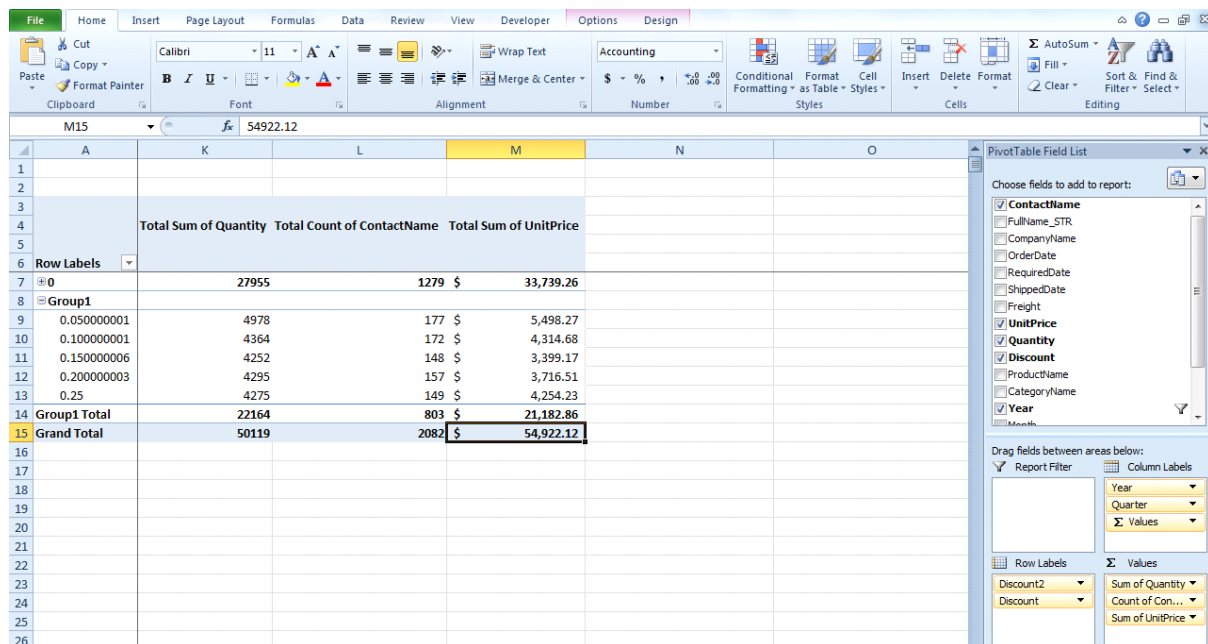 File Home Insert Page Layout Formulas Data Review View Developer Options Design
Cut
Copy
Format Painter
Paste
Clipboard
Calibri 11 A A
B I U A
Font
Wrap Text
Merge & Center
Alignment
Accounting
$ % , .0 .00 .00 .0
Number
Conditional Formatting Format as Table Cell Styles
Styles
Insert Delete Format
Cells
Σ AutoSum
Fill
Clear
Sort & Filter Find & Select
Editing
M15 fx 54922.12
A K L M N O
1
2
3
4 Total Sum of Quantity Total Count of ContactName Total Sum of UnitPrice
5
6 Row Labels
7 0 27955 1279 $ 33,739.26
8 Group1
9 0.050000001 4978 177 $ 5,498.27
10 0.100000001 4364 172 $ 4,314.68
11 0.150000006 4252 148 $ 3,399.17
12 0.200000003 4295 157 $ 3,716.51
13 0.25 4275 149 $ 4,254.23
14 Group1 Total 22164 803 $ 21,182.86
15 Grand Total 50119 2082 $ 54,922.12
16
17
18
19
20
21
22
23
24
25
26
PivotTable Field List
Choose fields to add to report:
ContactName
FullName_STR
CompanyName
OrderDate
RequiredDate
ShippedDate
Freight
UnitPrice
Quantity
Discount
ProductName
CategoryName
Year
Month
Drag fields between areas below:
Report Filter Column Labels
Year
Quarter
Σ Values
Row Labels Σ Values
Discount2 Sum of Quantity
Discount Count of Con...
Sum of UnitPrice